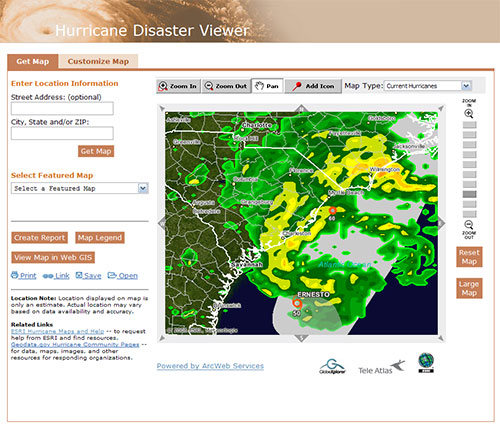 Hurricane Disaster Viewer
Get Map
Customize Map
Enter Location Information
Street Address: (optional)
City, State and/or ZIP:
Get Map
Select Featured Map
Select a Featured Map
Create Report
Map Legend
View Map in Web GIS
Print
Link
Save
Open
Location Note: Location displayed on map is
only an estimate. Actual location may vary
based on data availability and accuracy.
Related Links
ESRI Hurricane Maps and Help -- to request
help from ESRI and find resources.
Geodata.gov Hurricane Community Pages --
for data, maps, images, and other
resources for responding organizations.
Zoom In
Zoom Out
Pan
Add Icon
Map Type:
Current Hurricanes
Asheville
Charlotte
Greenville
Rock Hill
Goldsboro
Fayetteville
Jacksonville
Wilmington
Florence
Columbia
Myrtle Beach
Orangeburg
Augusta
Charleston
Savannah
Brunswick
60
ERNESTO
50
ZOOM
IN
ZOOM
OUT
Reset
Map
Large
Map
Powered by ArcWeb Services
GlobeXplorer
Tele Atlas